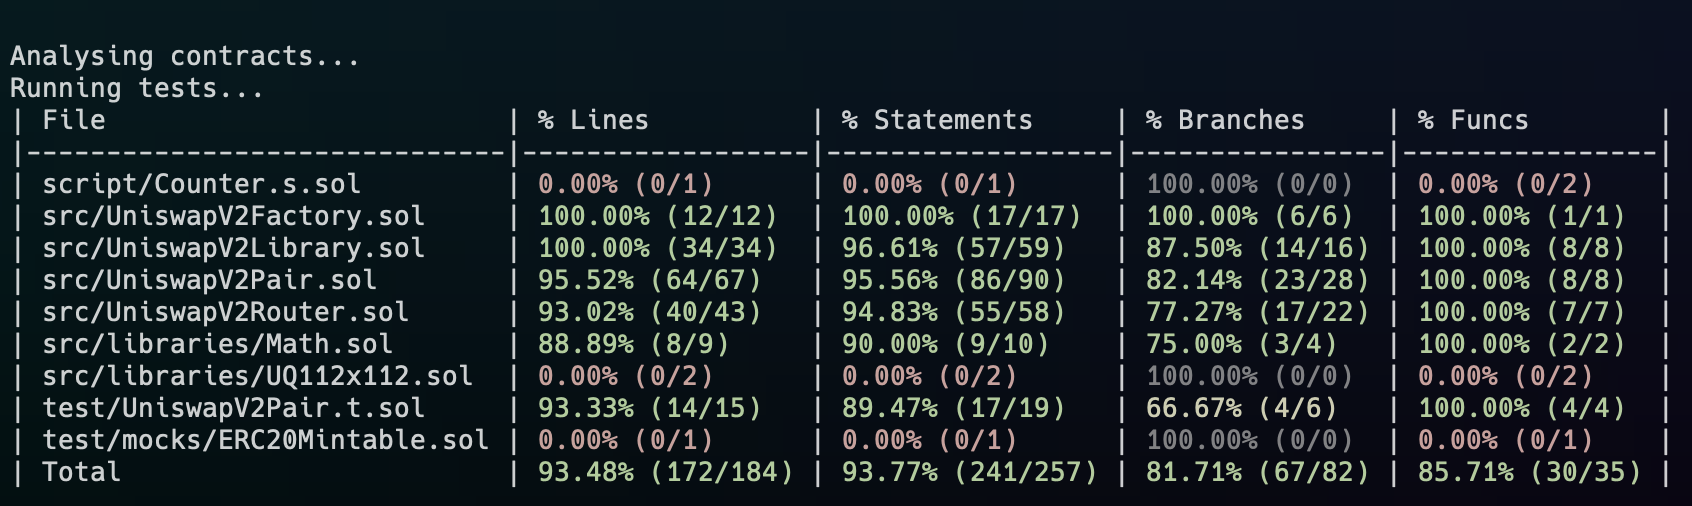 Analysing contracts...
Running tests...
| File                         | % Lines          | % Statements     | % Branches     | % Funcs        |
|------------------------------|------------------|------------------|----------------|----------------|
| script/Counter.s.sol         | 0.00% (0/1)      | 0.00% (0/1)      | 100.00% (0/0)  | 0.00% (0/2)    |
| src/UniswapV2Factory.sol     | 100.00% (12/12)  | 100.00% (17/17)  | 100.00% (6/6)  | 100.00% (1/1)  |
| src/UniswapV2Library.sol     | 100.00% (34/34)  | 96.61% (57/59)   | 87.50% (14/16) | 100.00% (8/8)  |
| src/UniswapV2Pair.sol        | 95.52% (64/67)   | 95.56% (86/90)   | 82.14% (23/28) | 100.00% (8/8)  |
| src/UniswapV2Router.sol      | 93.02% (40/43)   | 94.83% (55/58)   | 77.27% (17/22) | 100.00% (7/7)  |
| src/libraries/Math.sol       | 88.89% (8/9)     | 90.00% (9/10)    | 75.00% (3/4)   | 100.00% (2/2)  |
| src/libraries/UQ112x112.sol  | 0.00% (0/2)      | 0.00% (0/2)      | 100.00% (0/0)  | 0.00% (0/2)    |
| test/UniswapV2Pair.t.sol     | 93.33% (14/15)   | 89.47% (17/19)   | 66.67% (4/6)   | 100.00% (4/4)  |
| test/mocks/ERC20Mintable.sol | 0.00% (0/1)      | 0.00% (0/1)      | 100.00% (0/0)  | 0.00% (0/1)    |
| Total                        | 93.48% (172/184) | 93.77% (241/257) | 81.71% (67/82) | 85.71% (30/35) |